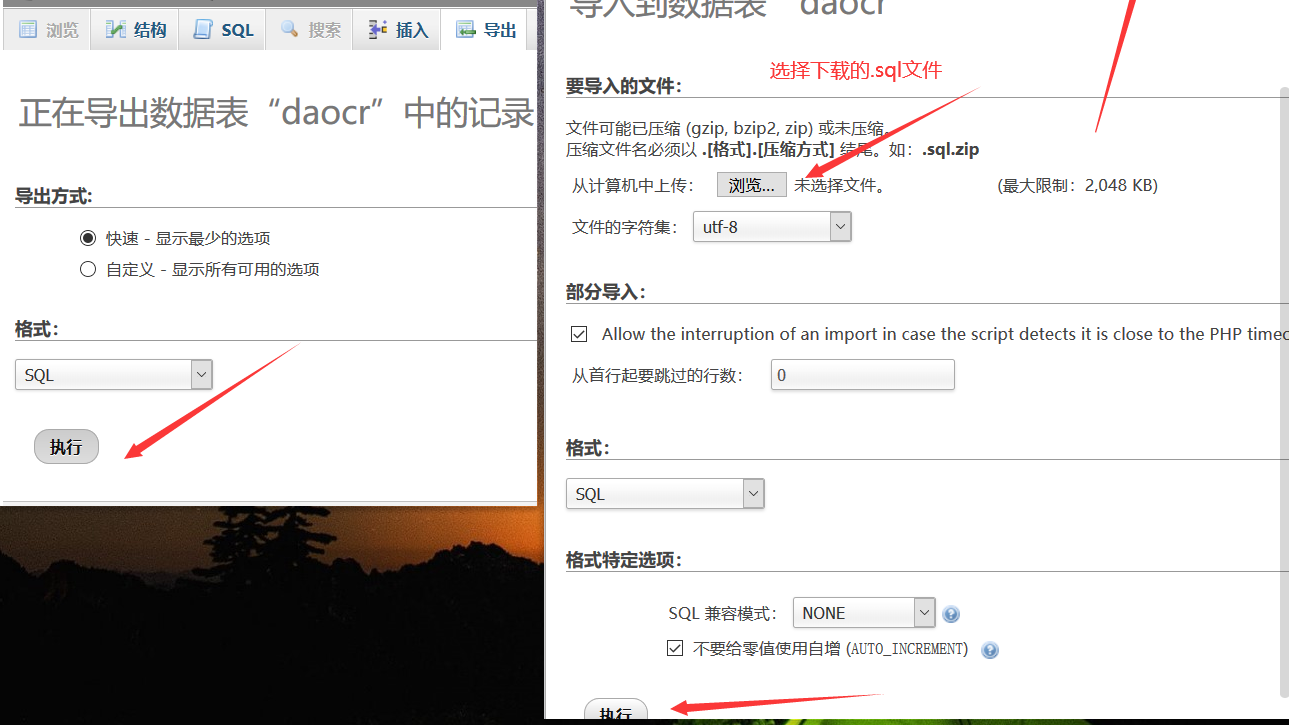 浏览 结构 SQL 搜索 插入 导出
正在导出数据表“daocr”中的记录
导出方式:
快速 - 显示最少的选项
自定义 - 显示所有可用的选项
格式：
SQL
执行
导入到数据表“daocr
选择下载的.sql文件
要导入的文件：
文件可能已压缩 (gzip, bzip2, zip) 或未压缩。
压缩文件名必须以 .[格式].[压缩方式] 结尾。如：.sql.zip
从计算机中上传： 浏览... 未选择文件。 (最大限制：2,048 KB)
文件的字符集： utf-8
部分导入：
Allow the interruption of an import in case the script detects it is close to the PHP timeo
从首行起要跳过的行数： 0
格式：
SQL
格式特定选项：
SQL 兼容模式： NONE
不要给零值使用自增 (AUTO_INCREMENT)
执行